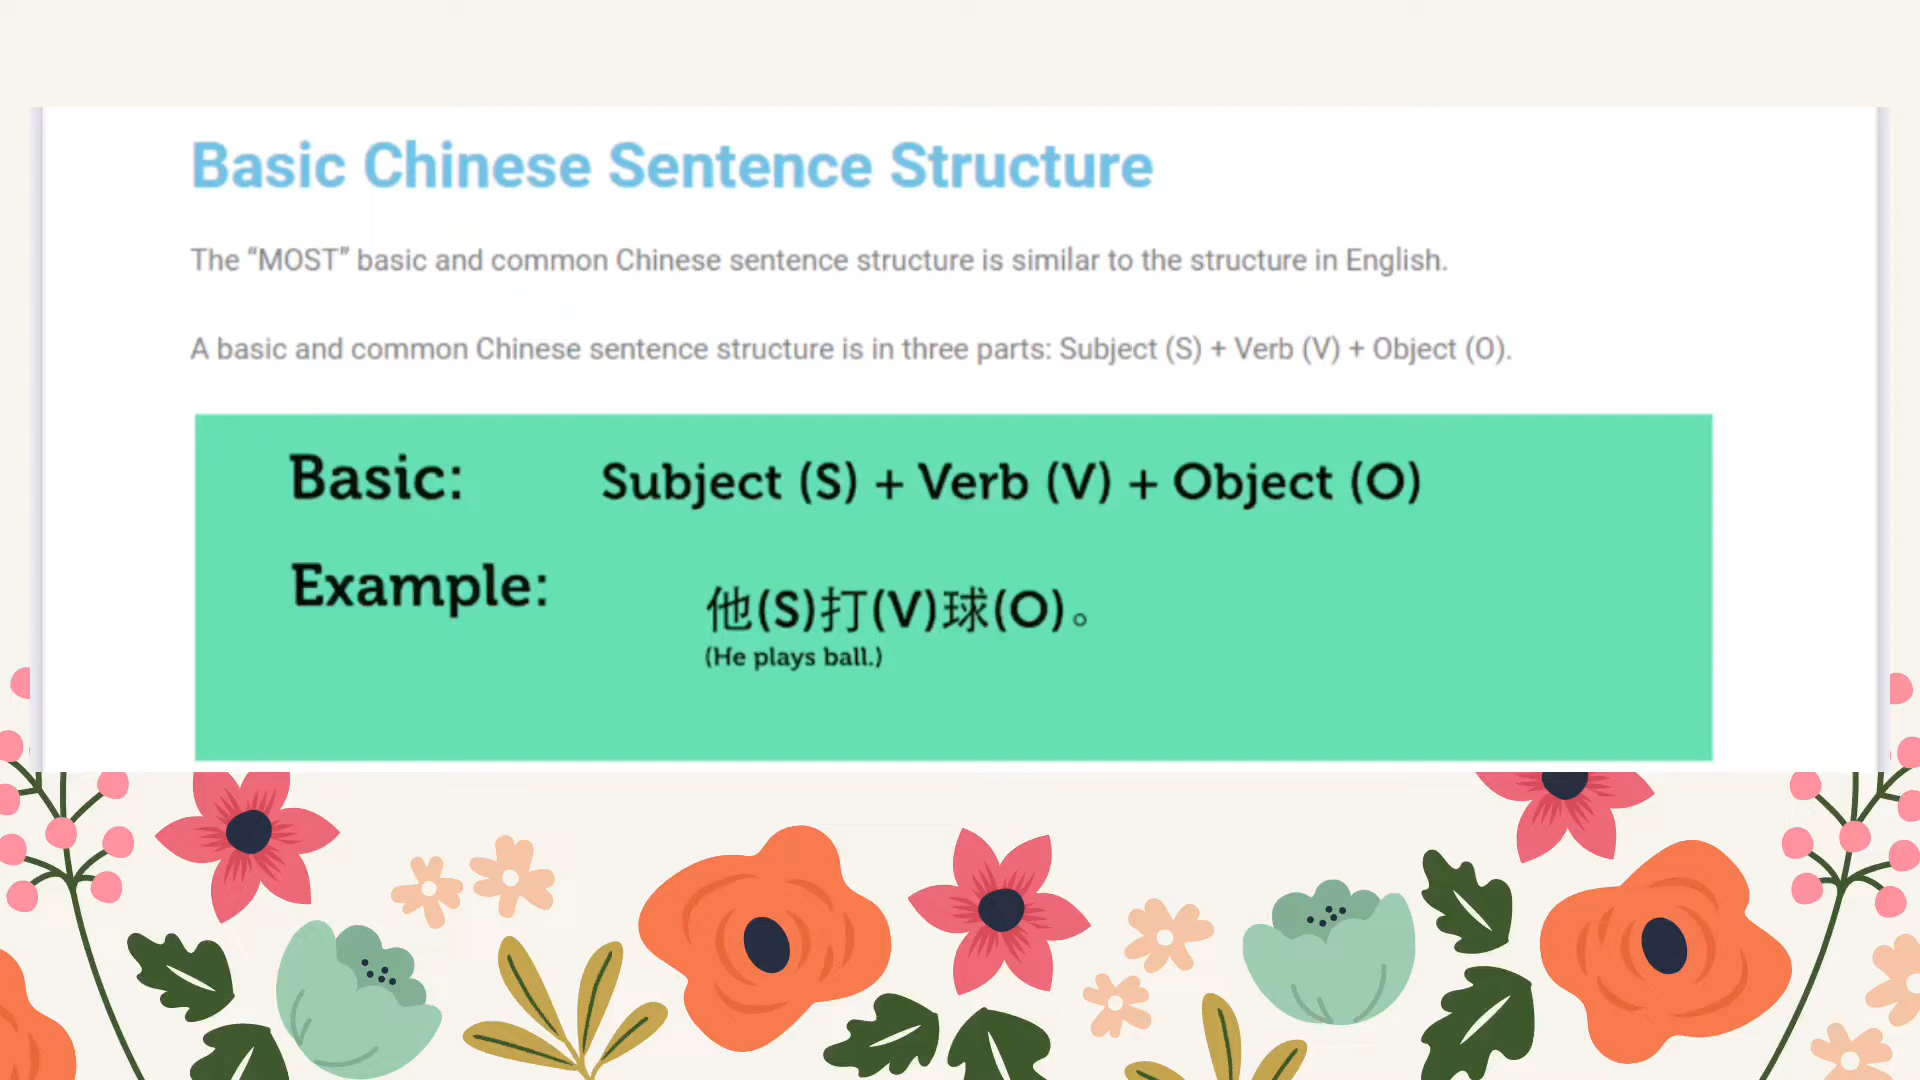 Basic Chinese Sentence Structure
The “MOST” basic and common Chinese sentence structure is similar to the structure in English.
A basic and common Chinese sentence structure is in three parts: Subject (S) + Verb (V) + Object (O).
Basic: Subject (S) + Verb (V) + Object (O)
Example:
他(S)打(V)球(O)。
(He plays ball.)